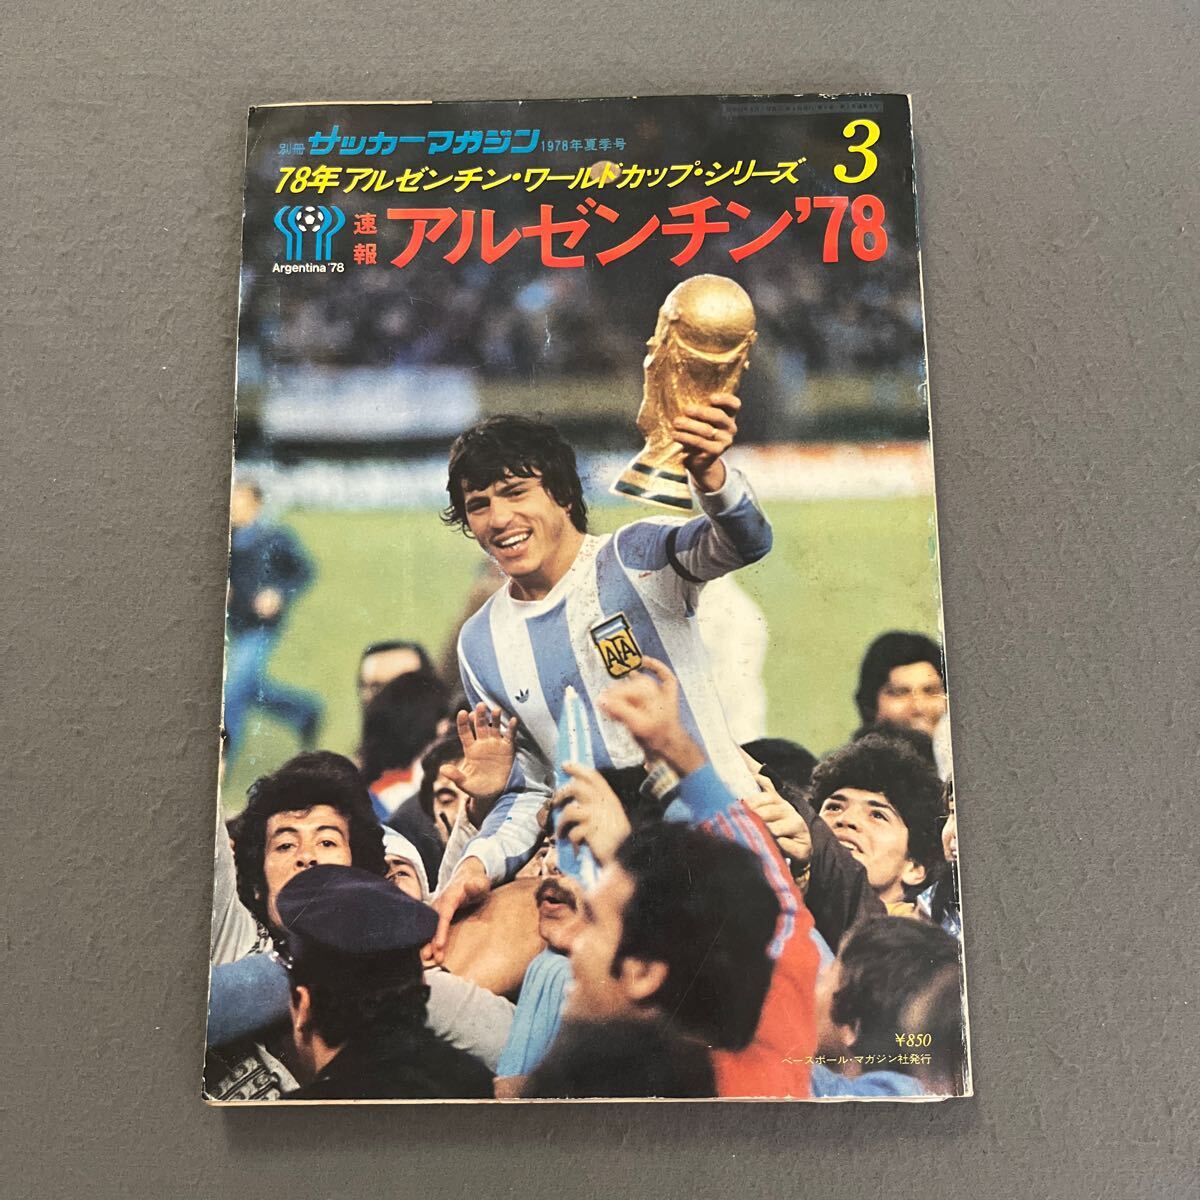 別冊 サッカーマガジン 1978年夏季号
78年アルゼンチン・ワールドカップ・シリーズ 3
速報 アルゼンチン'78
Argentina '78
AFA
¥850
ベースボール・マガジン社発行